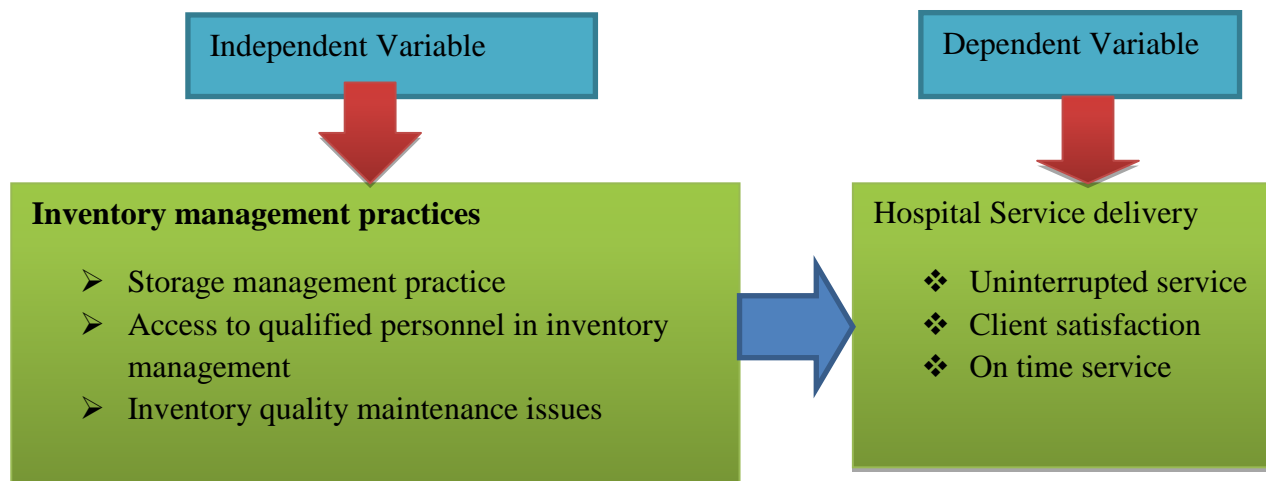 Independent Variable
Dependent Variable
Inventory management practices
➢ Storage management practice
➢ Access to qualified personnel in inventory
management
➢ Inventory quality maintenance issues
Hospital Service delivery
❖ Uninterrupted service
❖ Client satisfaction
❖ On time service